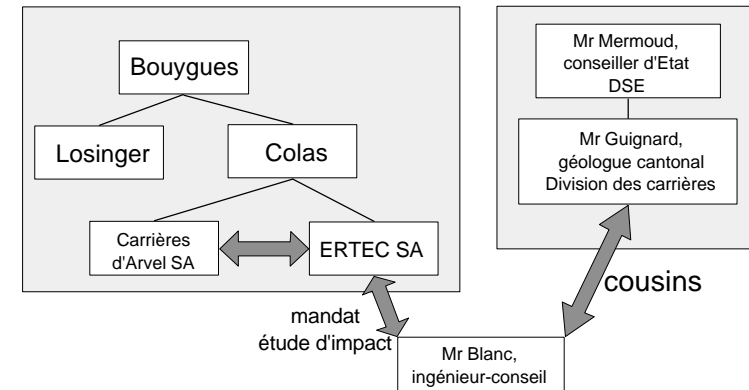 Bouygues
Losinger
Colas
Carrières
d'Arvel SA
ERTEC SA
mandat
étude d'impact
Mr Mermoud,
conseiller d'Etat
DSE
Mr Guignard,
géologue cantonal
Division des carrières
cousins
Mr Blanc,
ingénieur-conseil